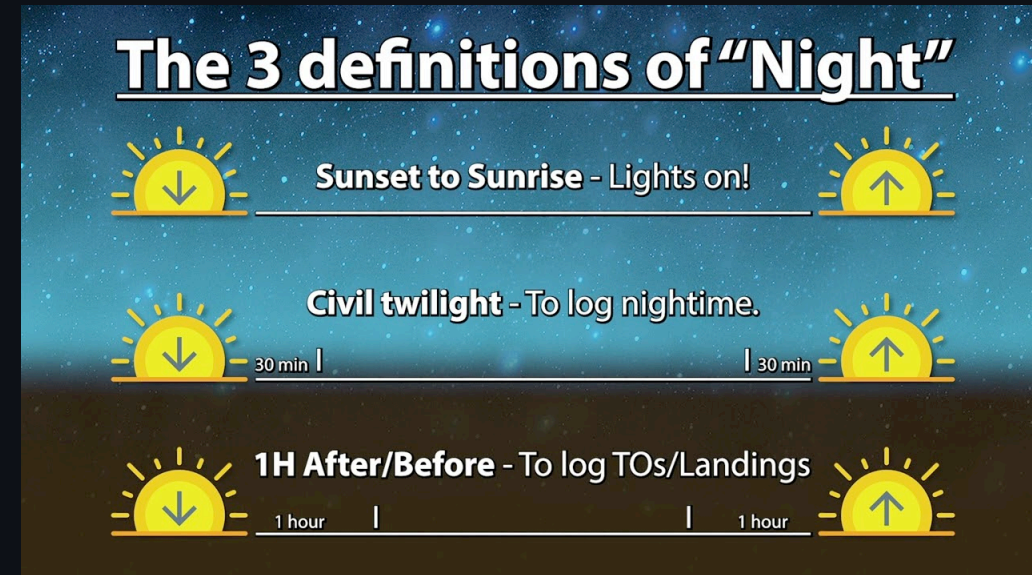 The 3 definitions of “Night”
Sunset to Sunrise - Lights on!
Civil twilight - To log nightime.
30 min
30 min
1H After/Before - To log TOs/Landings
1 hour
1 hour